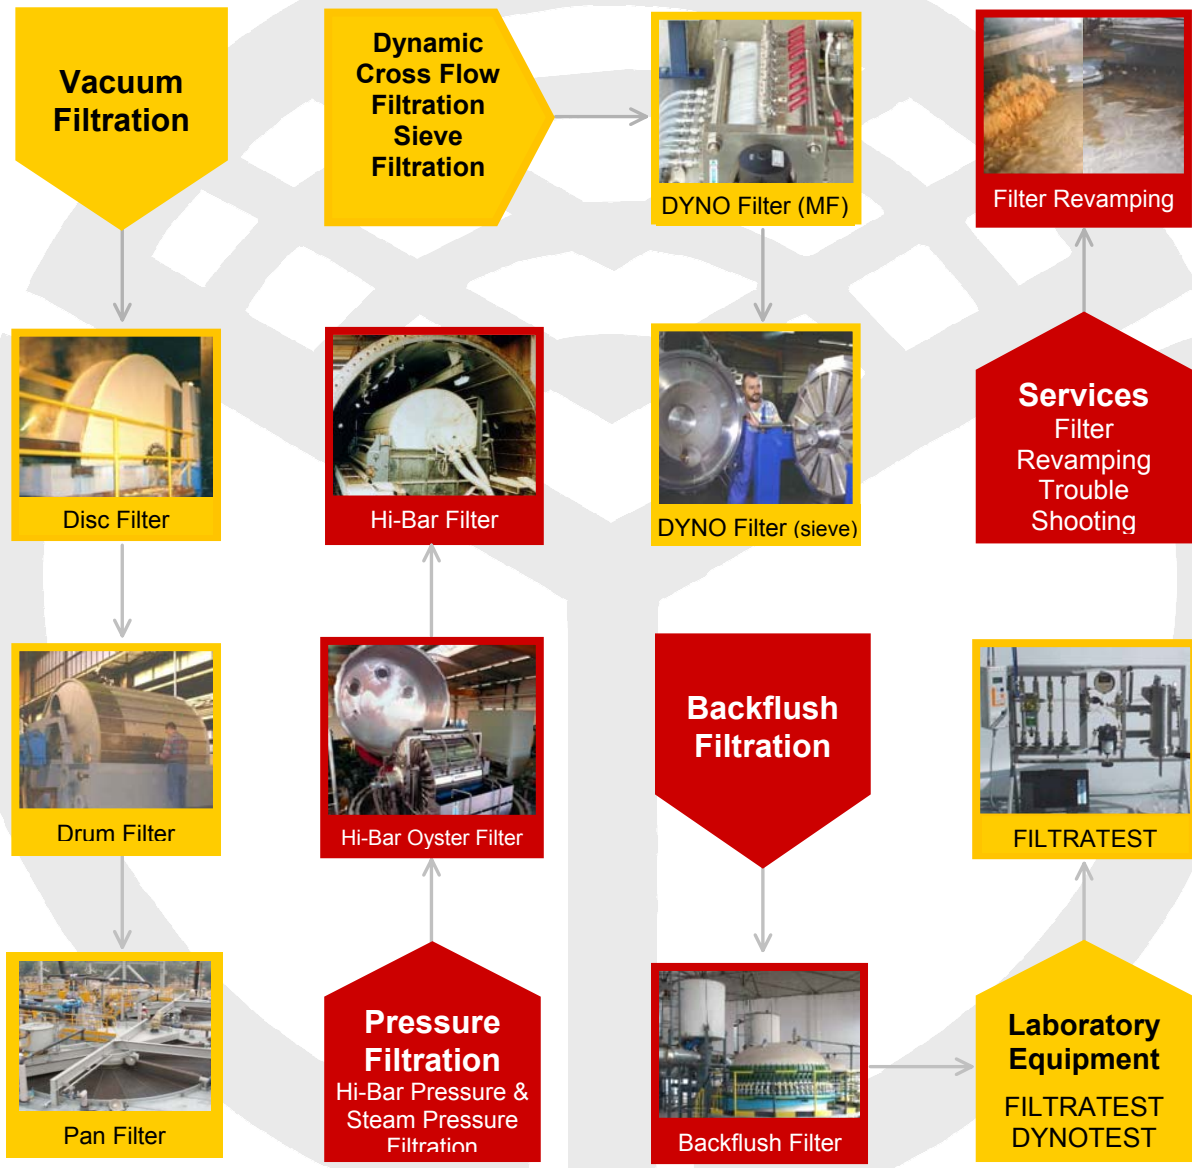 Vacuum
Filtration
Disc Filter
Drum Filter
Pan Filter
Dynamic
Cross Flow
Filtration
Sieve
Filtration
DYNO Filter (MF)
DYNO Filter (sieve)
Pressure
Filtration
Hi-Bar Pressure &
Steam Pressure
Filtration
Hi-Bar Oyster Filter
Hi-Bar Filter
Backflush
Filtration
Backflush Filter
Laboratory
Equipment
FILTRATEST
DYNOTEST
FILTRATEST
Services
Filter
Revamping
Trouble
Shooting
Filter Revamping